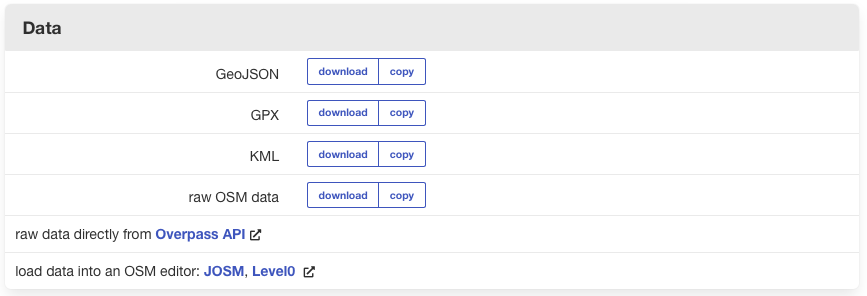 Data
GeoJSON download copy
GPX download copy
KML download copy
raw OSM data download copy
raw data directly from Overpass API
load data into an OSM editor: JOSM, Level0